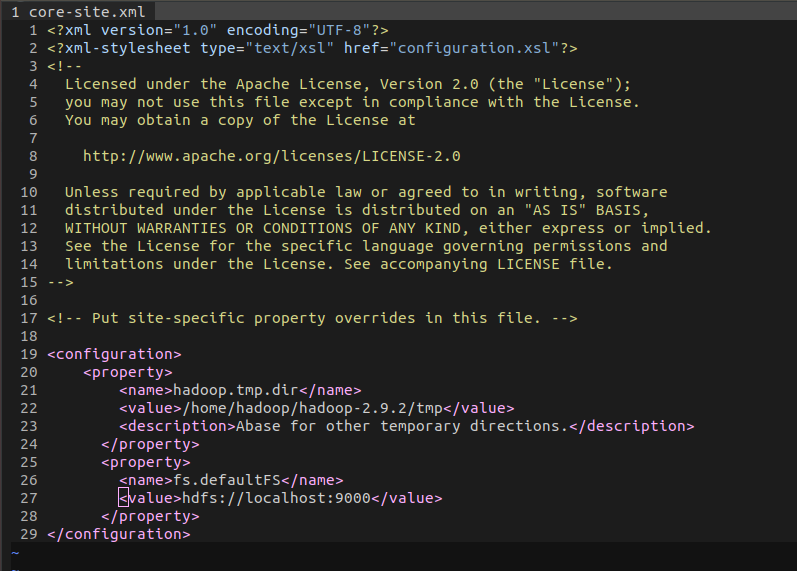 1 core-site.xml
1 <?xml version="1.0" encoding="UTF-8"?>
2 <?xml-stylesheet type="text/xsl" href="configuration.xsl"?>
3 <!--
4   Licensed under the Apache License, Version 2.0 (the "License");
5   you may not use this file except in compliance with the License.
6   You may obtain a copy of the License at
7
8     http://www.apache.org/licenses/LICENSE-2.0
9
10   Unless required by applicable law or agreed to in writing, software
11   distributed under the License is distributed on an "AS IS" BASIS,
12   WITHOUT WARRANTIES OR CONDITIONS OF ANY KIND, either express or implied.
13   See the License for the specific language governing permissions and
14   limitations under the License. See accompanying LICENSE file.
15 -->
16
17 <!-- Put site-specific property overrides in this file. -->
18
19 <configuration>
20     <property>
21         <name>hadoop.tmp.dir</name>
22         <value>/home/hadoop/hadoop-2.9.2/tmp</value>
23         <description>Abase for other temporary directions.</description>
24       </property>
25       <property>
26         <name>fs.defaultFS</name>
27         <value>hdfs://localhost:9000</value>
28       </property>
29 </configuration>
~